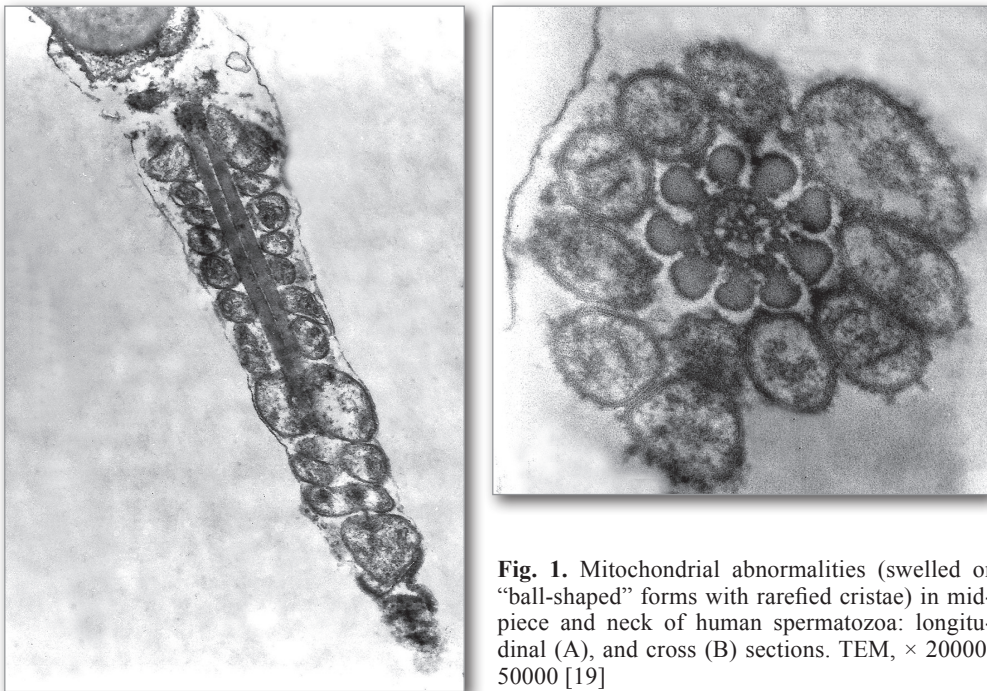 Fig. 1. Mitochondrial abnormalities (swelled or
“ball-shaped” forms with rarefied cristae) in mid-
piece and neck of human spermatozoa: longitu-
dinal (A), and cross (B) sections. TEM, × 20000,
50000 [19]